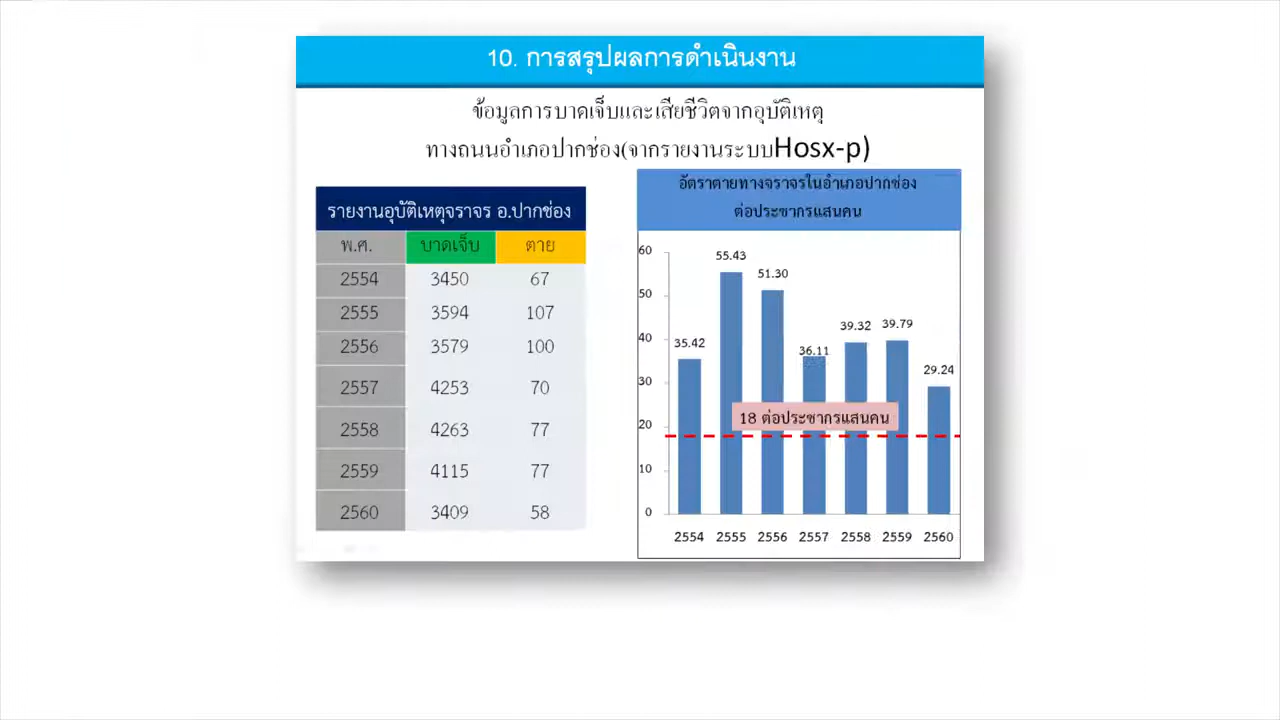 10. การสรุปผลการดำเนินงาน
ข้อมูลการบาดเจ็บและเสียชีวิตจากอุบัติเหตุ
ทางถนนอำเภอปากช่อง(จากรายงานระบบHosx-p)
รายงานอุบัติเหตุจราจร อ.ปากช่อง
พ.ศ. บาดเจ็บ ตาย
2554 3450 67
2555 3594 107
2556 3579 100
2557 4253 70
2558 4263 77
2559 4115 77
2560 3409 58
อัตราตายทางจราจรในอำเภอปากช่อง
ต่อประชากรแสนคน
60
50
40
30
20
10
0
35.42
55.43
51.30
36.11
39.32
39.79
29.24
18 ต่อประชากรแสนคน
2554 2555 2556 2557 2558 2559 2560